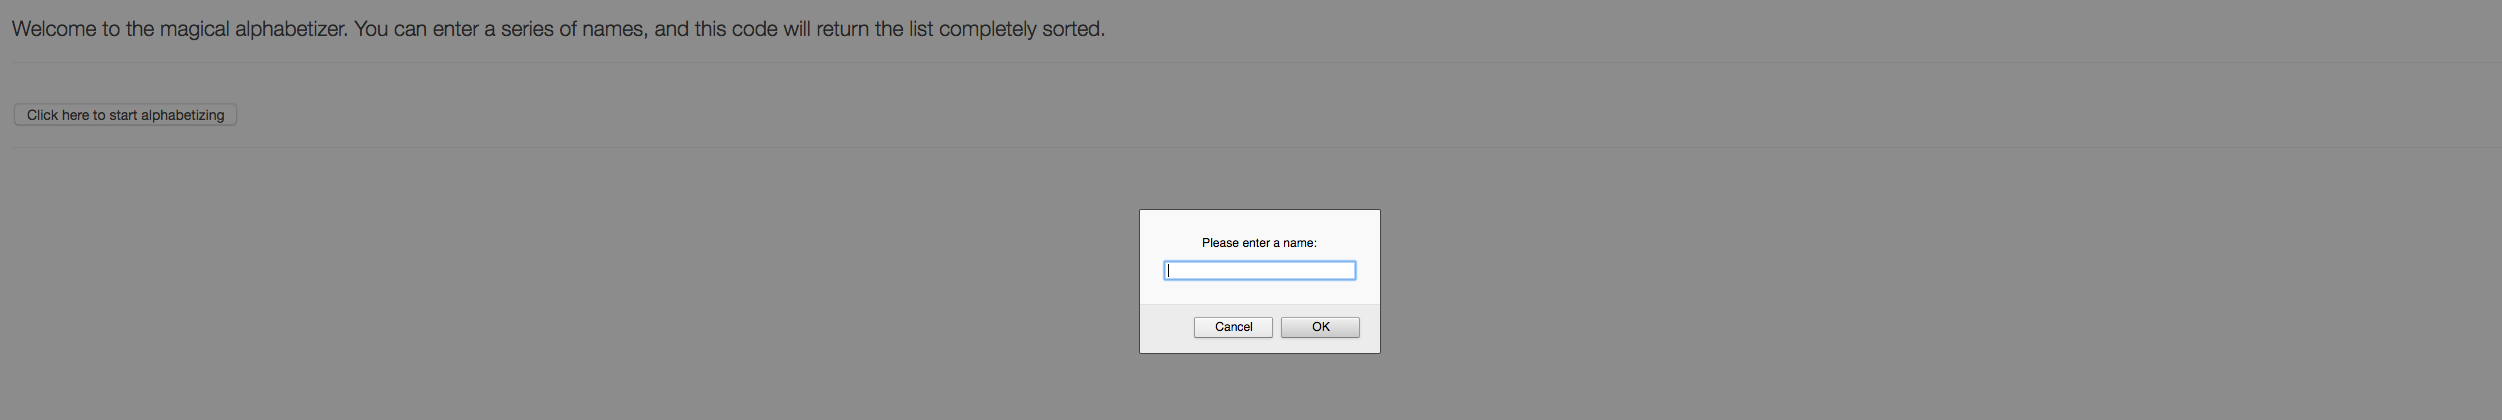 Welcome to the magical alphabetizer. You can enter a series of names, and this code will return the list completely sorted.
Click here to start alphabetizing
Please enter a name:
Cancel OK